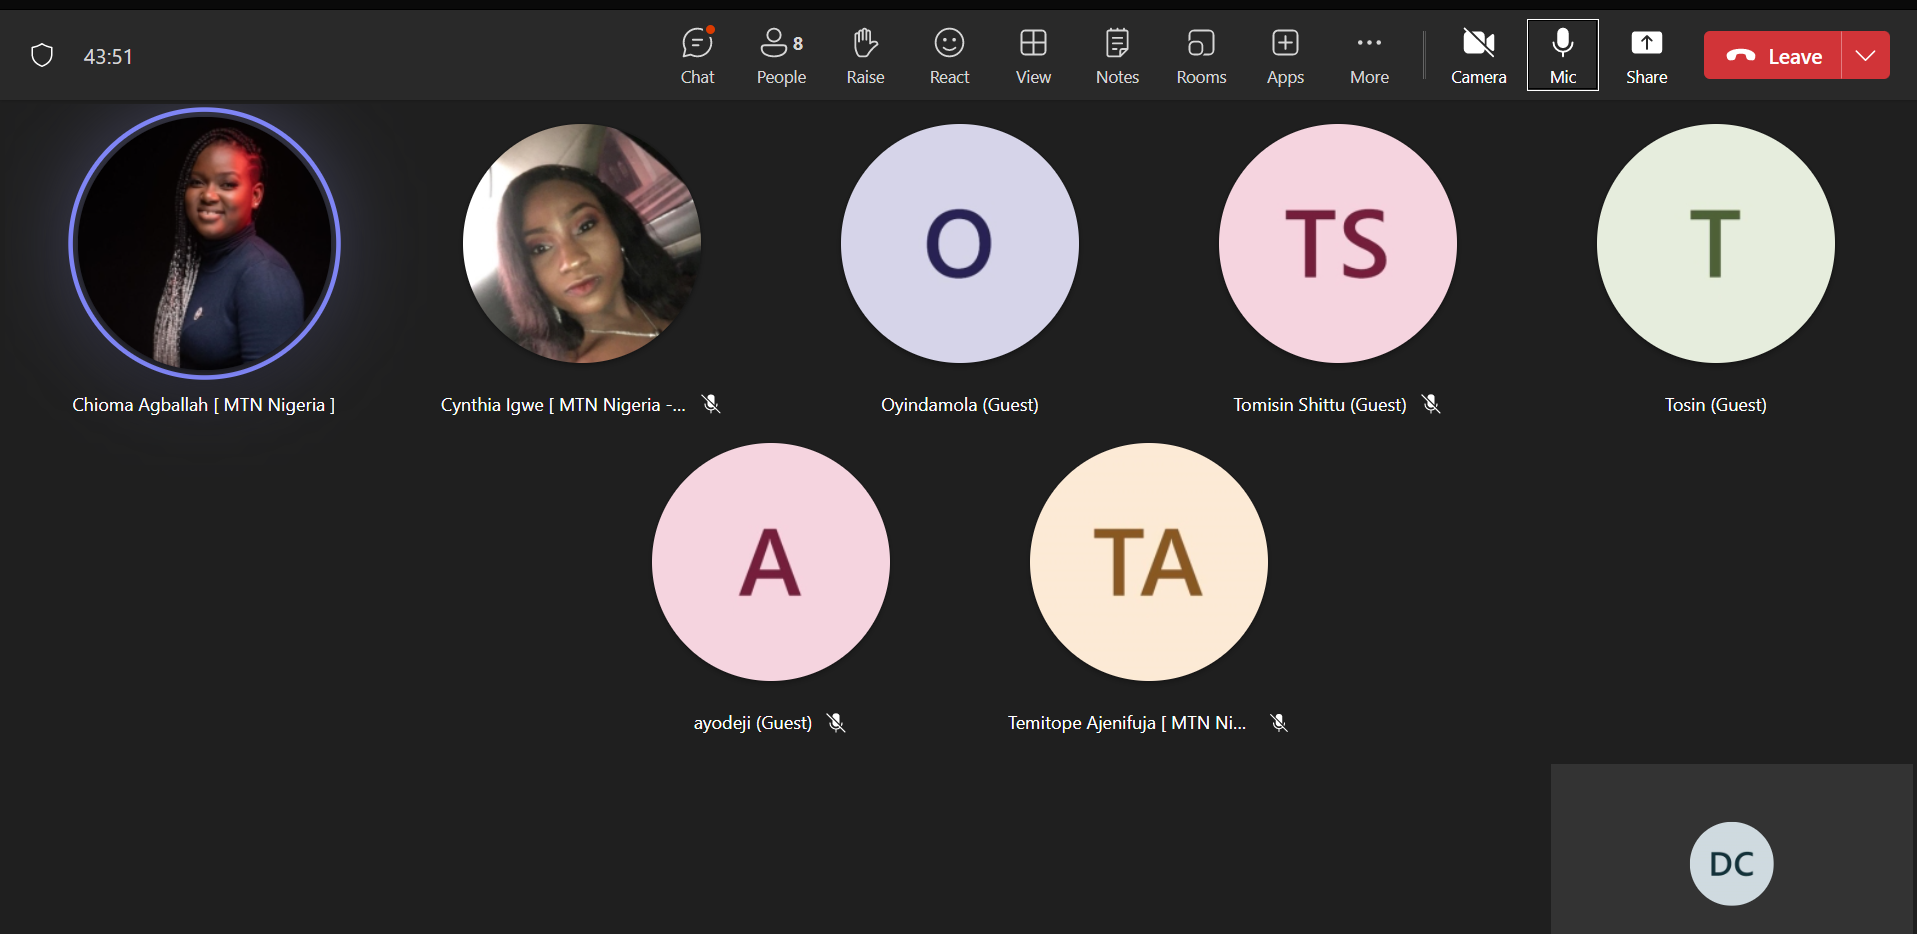 43:51
Chat
People 8
Raise
React
View
Notes
Rooms
Apps
More
Camera
Mic
Share
Leave
O
TS
T
Chioma Agballah [ MTN Nigeria ]
Cynthia Igwe [ MTN Nigeria -...
Oyindamola (Guest)
Tomisin Shittu (Guest)
Tosin (Guest)
A
TA
ayodeji (Guest)
Temitope Ajenifuja [ MTN Ni...
DC